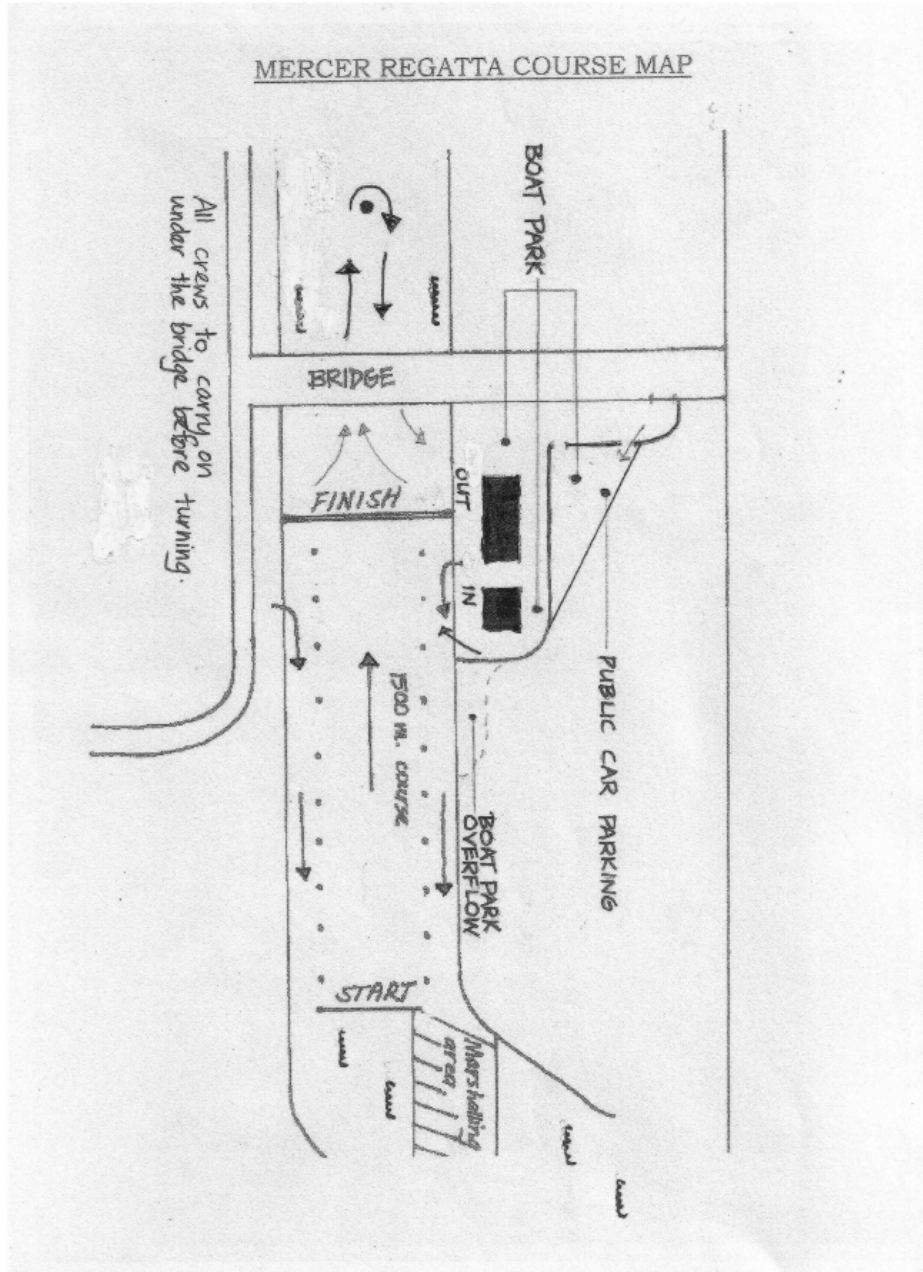 MERCER REGATTA COURSE MAP
BOAT PARK
All crews to carry on
under the bridge before turning.
BRIDGE
FINISH
OUT
IN
1500 m. course
PUBLIC CAR PARKING
BOAT PARK
OVERFLOW
START
Marshalling
area